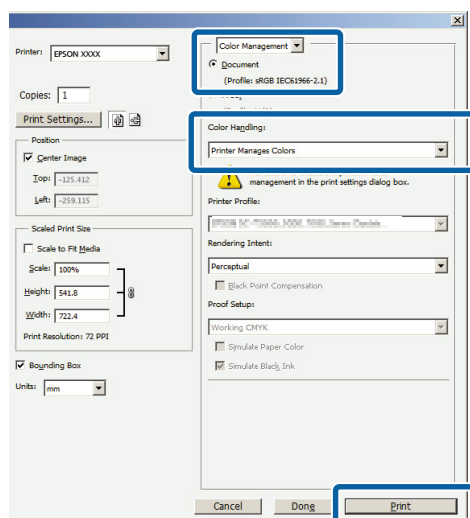 Printer: EPSON XXXX
Copies: 1
Print Settings...
Position
Center Image
Top: -125.412
Left: -259.115
Scaled Print Size
Scale to Fit Media
Scale: 100%
Height: 541.8
Width: 722.4
Print Resolution: 72 PPI
Bounding Box
Units: mm
Color Management
Document
(Profile: sRGB IEC61966-2.1)
Color Handling:
Printer Manages Colors
management in the print settings dialog box.
Printer Profile:
Rendering Intent:
Perceptual
Black Point Compensation
Proof Setup:
Working CMYK
Simulate Paper Color
Simulate Black Ink
Cancel
Done
Print